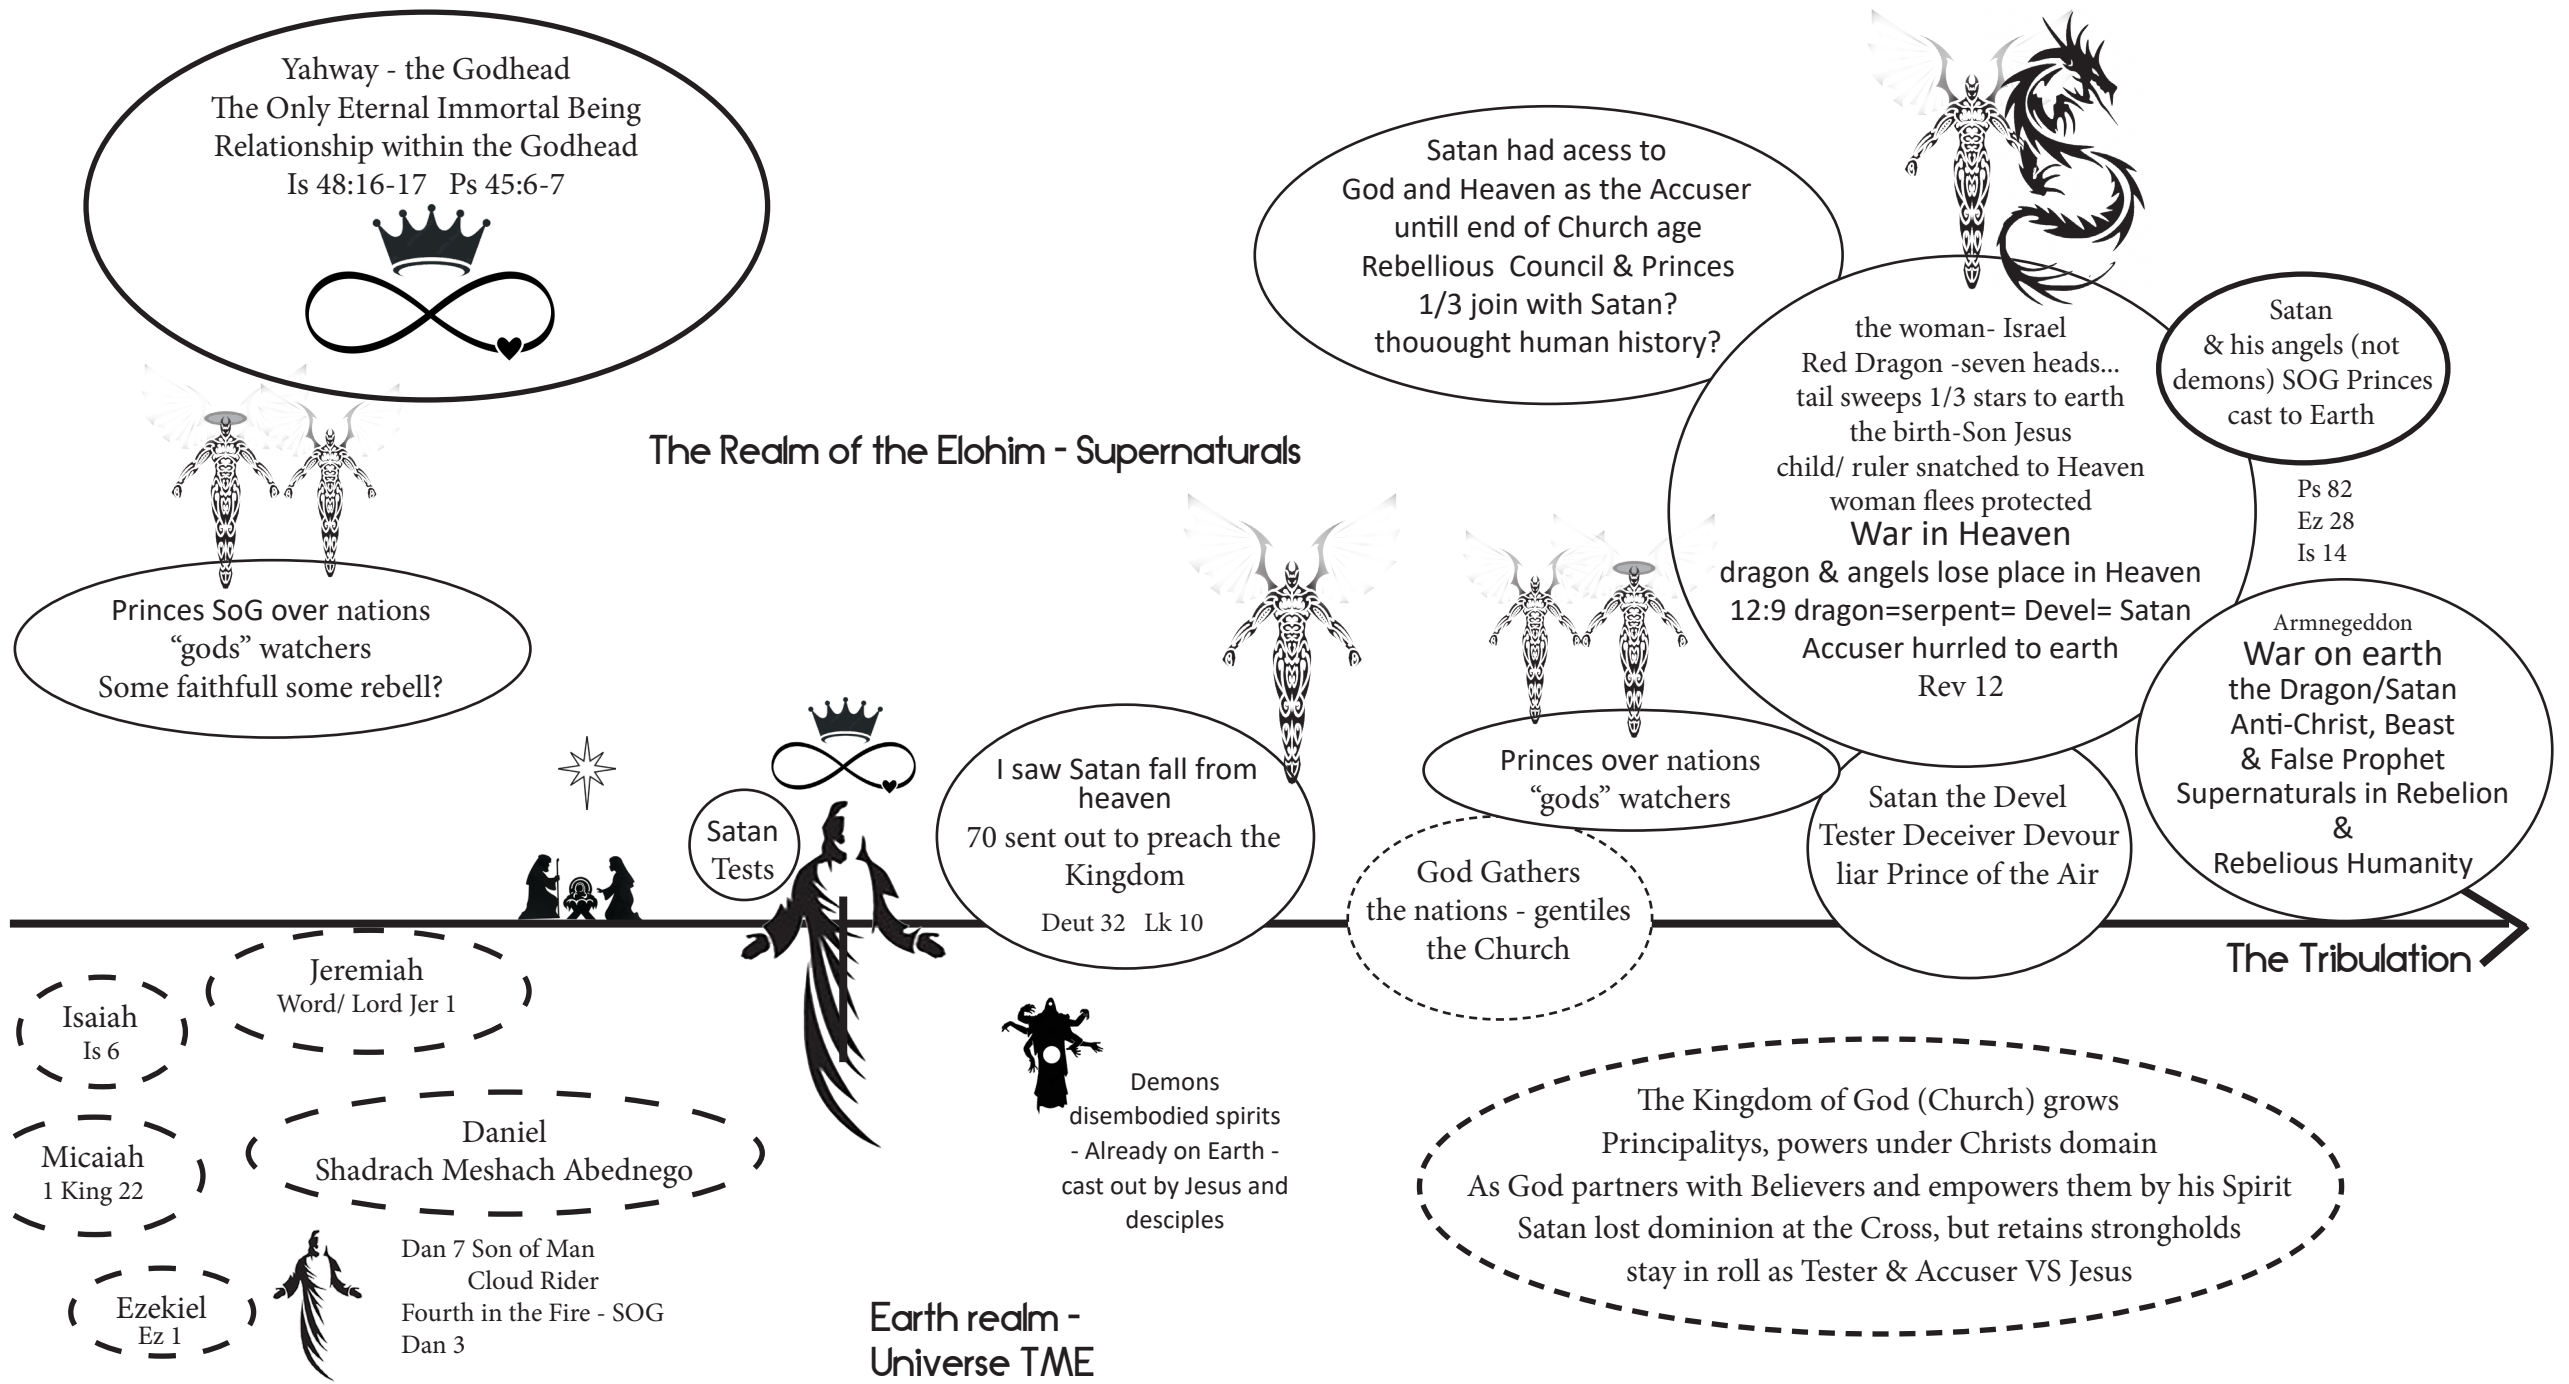 Yahway - the Godhead
The Only Eternal Immortal Being
Relationship within the Godhead
Is 48:16-17   Ps 45:6-7
Satan had acess to
God and Heaven as the Accuser
untill end of Church age
Rebellious  Council & Princes
1/3 join with Satan?
thouought human history?
the woman- Israel
Red Dragon -seven heads...
tail sweeps 1/3 stars to earth
the birth-Son Jesus
child/ ruler snatched to Heaven
woman flees protected
War in Heaven
dragon & angels lose place in Heaven
12:9 dragon=serpent= Devel= Satan
Accuser hurrled to earth
Rev 12
Satan
& his angels (not
demons) SOG Princes
cast to Earth
Ps 82
Ez 28
Is 14
The Realm of the Elohim - Supernaturals
Princes SoG over nations
“gods” watchers
Some faithfull some rebell?
Satan
Tests
I saw Satan fall from
heaven
70 sent out to preach the
Kingdom
Deut 32   Lk 10
Princes over nations
“gods” watchers
God Gathers
the nations - gentiles
the Church
Satan the Devel
Tester Deceiver Devour
liar Prince of the Air
Armnegeddon
War on earth
the Dragon/Satan
Anti-Christ, Beast
& False Prophet
Supernaturals in Rebelion
&
Rebelious Humanity
The Tribulation
Jeremiah
Word/ Lord Jer 1
Isaiah
Is 6
Micaiah
1 King 22
Daniel
Shadrach Meshach Abednego
Ezekiel
Ez 1
Dan 7 Son of Man
Cloud Rider
Fourth in the Fire - SOG
Dan 3
Demons
disembodied spirits
- Already on Earth -
cast out by Jesus and
desciples
Earth realm -
Universe TME
The Kingdom of God (Church) grows
Principalitys, powers under Christs domain
As God partners with Believers and empowers them by his Spirit
Satan lost dominion at the Cross, but retains strongholds
stay in roll as Tester & Accuser VS Jesus